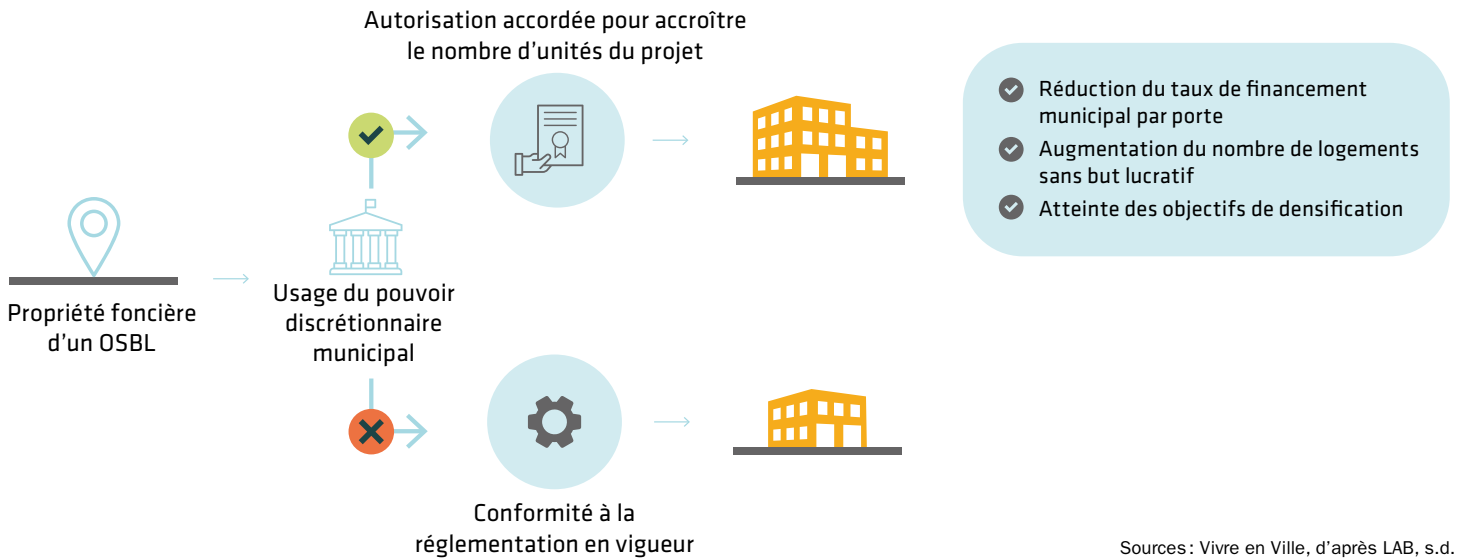 Autorisation accordée pour accroître
le nombre d'unités du projet
Propriété foncière
d'un OSBL
Usage du pouvoir
discrétionnaire
municipal
Conformité à la
réglementation en vigueur
Réduction du taux de financement
municipal par porte
Augmentation du nombre de logements
sans but lucratif
Atteinte des objectifs de densification
Sources : Vivre en Ville, d'après LAB, s.d.